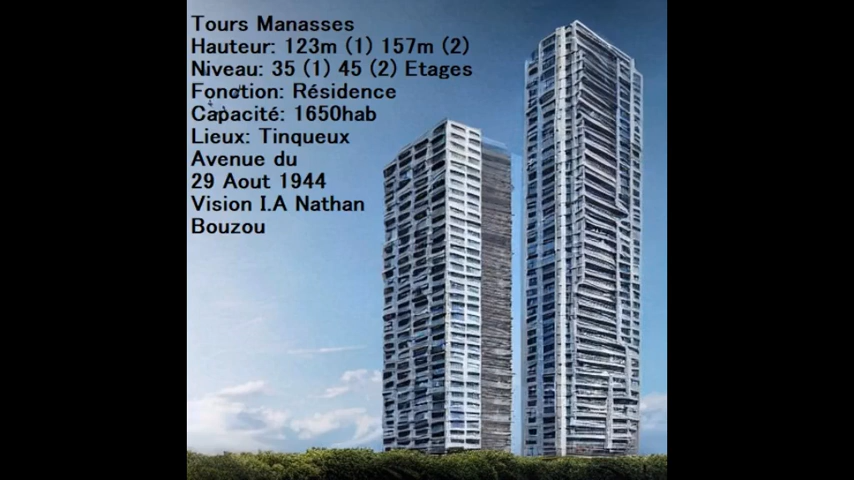 Tours Manasses
Hauteur: 123m (1) 157m (2)
Niveau: 35 (1) 45 (2) Etages
Fonction: Résidence
Capacité: 1650hab
Lieux: Tinqueux
Avenue du
29 Aout 1944
Vision I.A Nathan
Bouzou